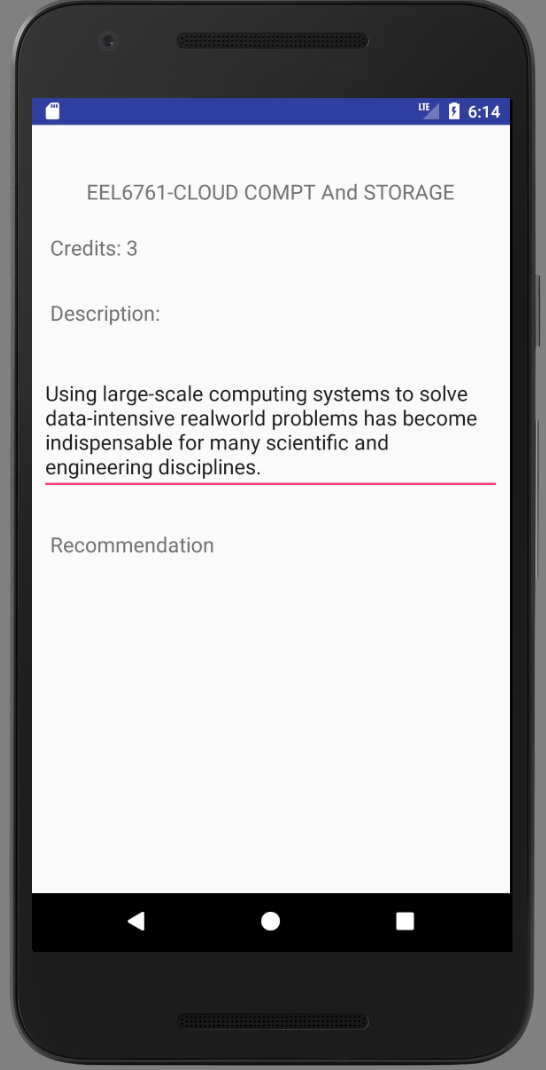 LTE 6:14
EEL6761-CLOUD COMPT And STORAGE
Credits: 3
Description:
Using large-scale computing systems to solve
data-intensive realworld problems has become
indispensable for many scientific and
engineering disciplines.
Recommendation